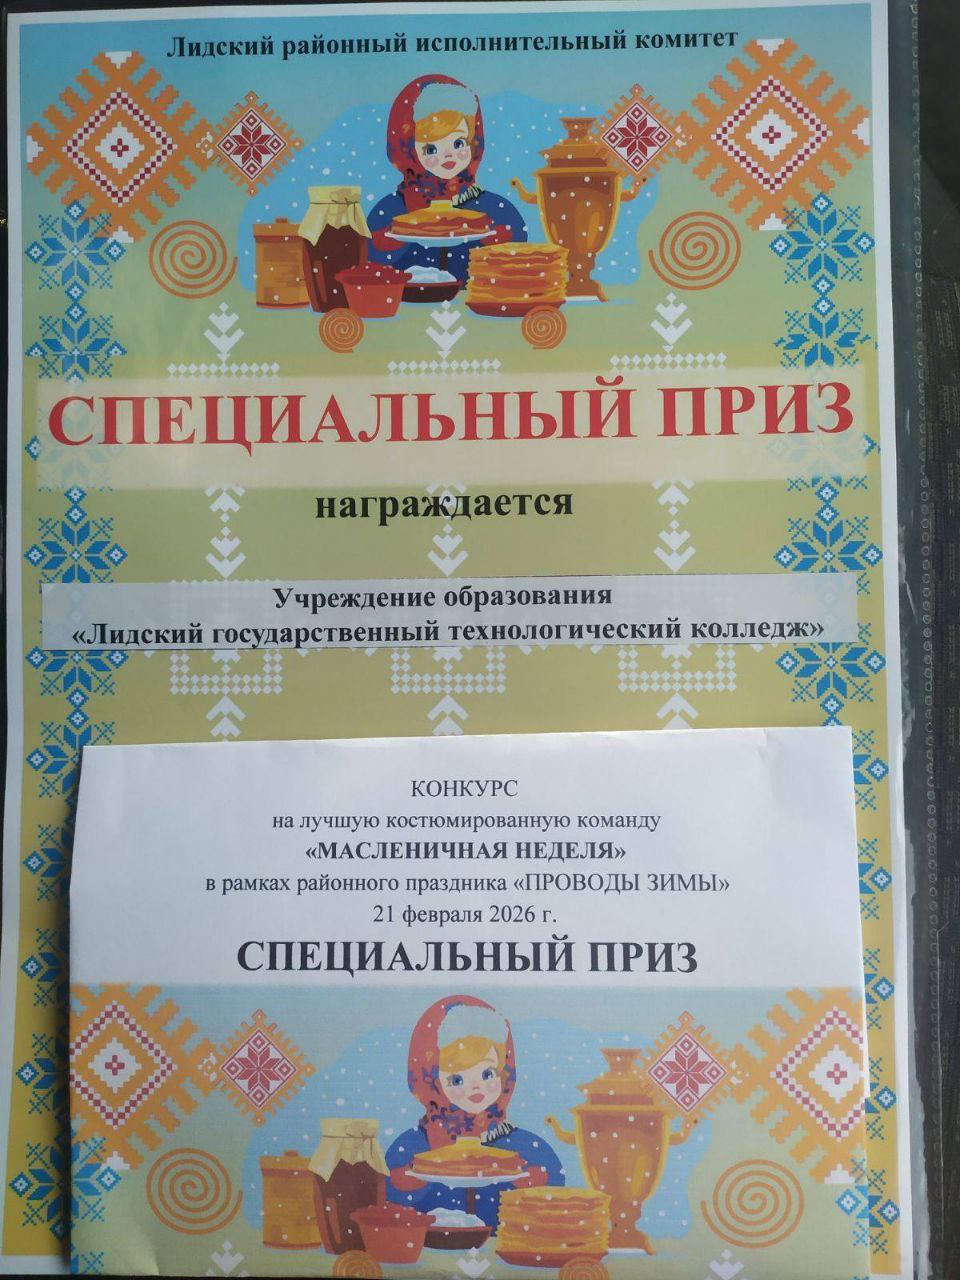 Лидский районный исполнительный комитет
СПЕЦИАЛЬНЫЙ ПРИЗ
награждается
Учреждение образования
«Лидский государственный технологический колледж»
КОНКУРС
на лучшую костюмированную команду
«МАСЛЕНИЧНАЯ НЕДЕЛЯ»
в рамках районного праздника «ПРОВОДЫ ЗИМЫ»
21 февраля 2026 г.
СПЕЦИАЛЬНЫЙ ПРИЗ